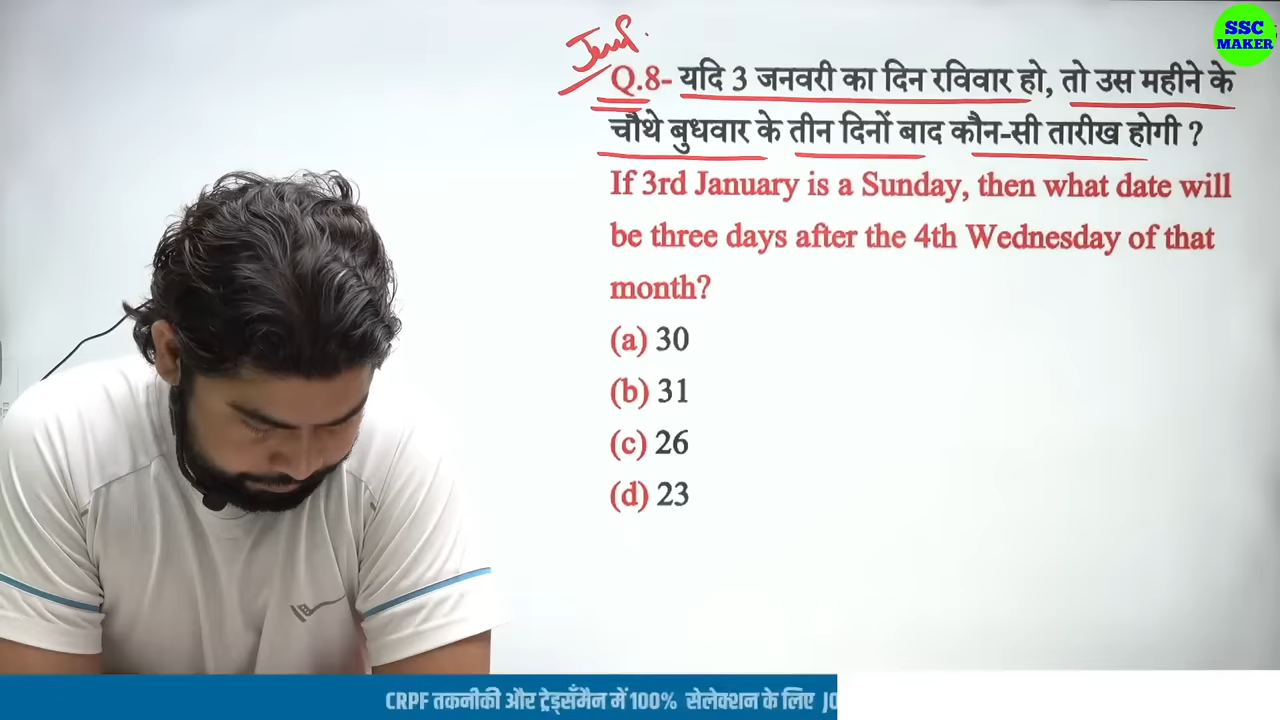 SSC
MAKER
Q.8- यदि 3 जनवरी का दिन रविवार हो, तो उस महीने के
चौथे बुधवार के तीन दिनों बाद कौन-सी तारीख होगी ?
If 3rd January is a Sunday, then what date will
be three days after the 4th Wednesday of that
month?
(a) 30
(b) 31
(c) 26
(d) 23
CRPF तकनीकी और ट्रेड्समैन में 100% सेलेक्शन के लिए